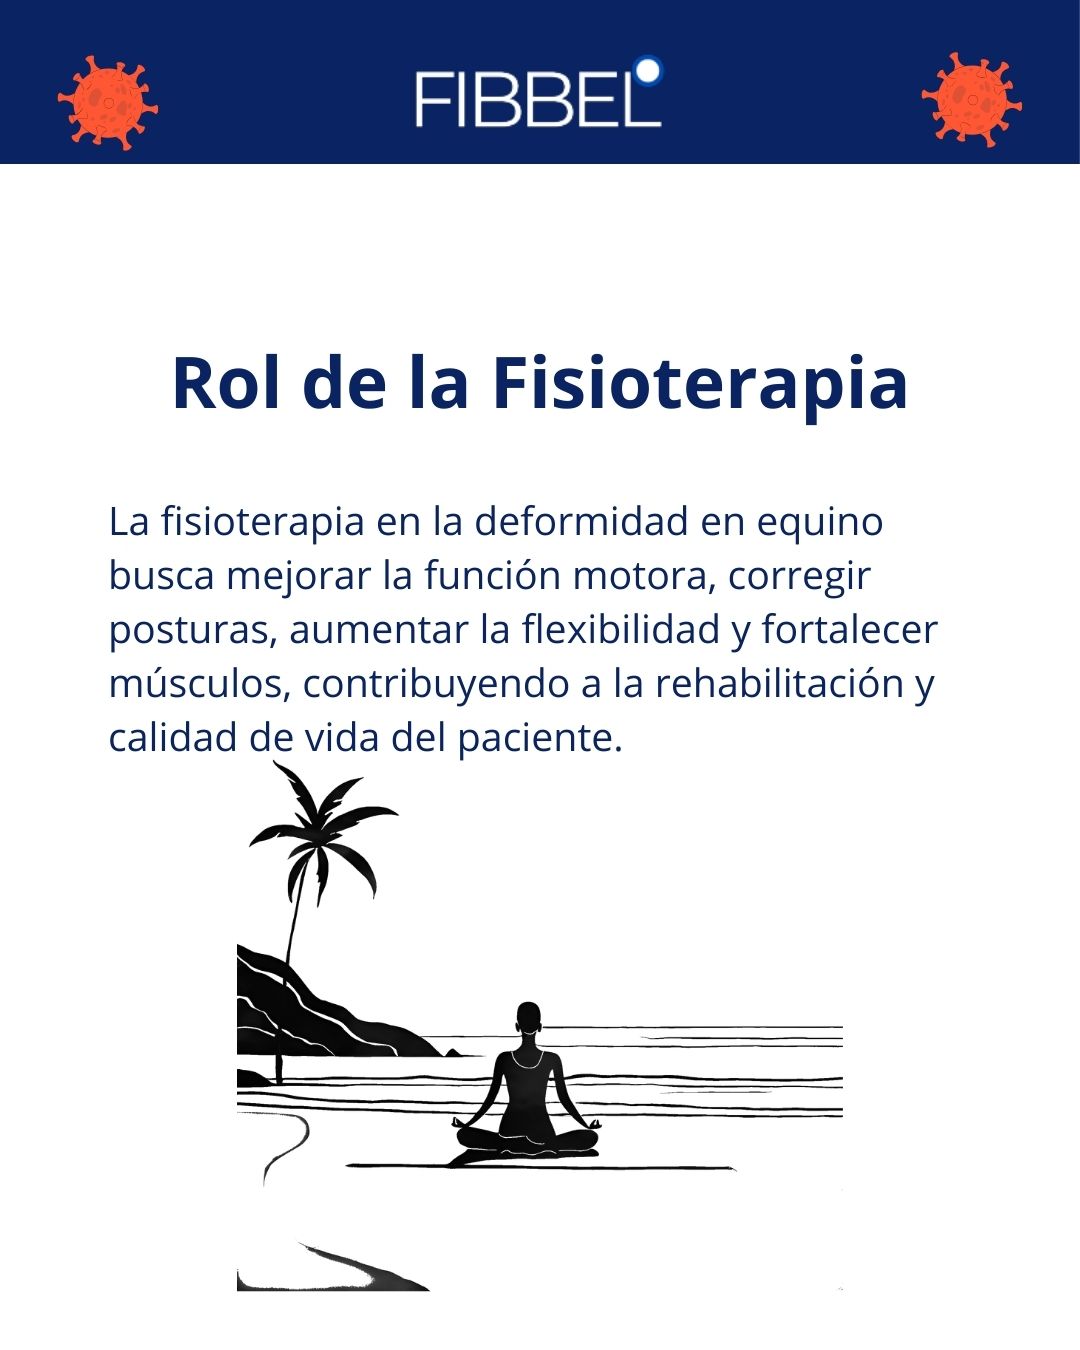 FIBBEL
Rol de la Fisioterapia
La fisioterapia en la deformidad en equino
busca mejorar la función motora, corregir
posturas, aumentar la flexibilidad y fortalecer
músculos, contribuyendo a la rehabilitación y
calidad de vida del paciente.